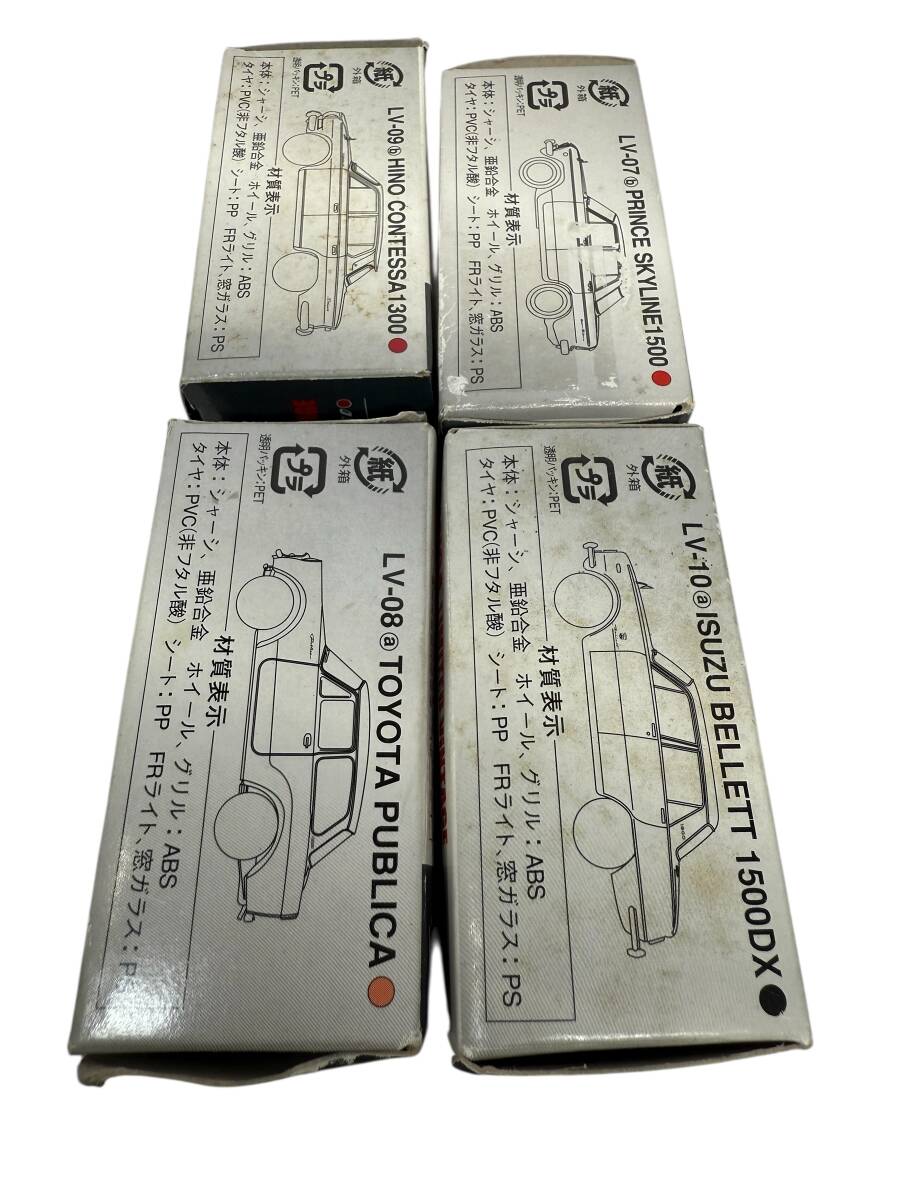 紙
外箱
プラ
透明パッキン:PET
LV-09ⓑHINO CONTESSA1300
材質表示
本体：シャーシ、亜鉛合金　ホイール、グリル：ABS
タイヤ：PVC(非フタル酸)　シート：PP　FRライト、窓ガラス：PS
紙
外箱
プラ
透明パッキン:PET
LV-07ⓑPRINCE SKYLINE1500
材質表示
本体：シャーシ、亜鉛合金　ホイール、グリル：ABS
タイヤ：PVC(非フタル酸)　シート：PP　FRライト、窓ガラス：PS
紙
外箱
プラ
透明パッキン:PET
LV-08ⓐTOYOTA PUBLICA
材質表示
本体：シャーシ、亜鉛合金　ホイール、グリル：ABS
タイヤ：PVC(非フタル酸)　シート：PP　FRライト、窓ガラス：PS
紙
外箱
プラ
透明パッキン:PET
LV-10ⓐISUZU BELLETT 1500DX
材質表示
本体：シャーシ、亜鉛合金　ホイール、グリル：ABS
タイヤ：PVC(非フタル酸)　シート：PP　FRライト、窓ガラス：PS